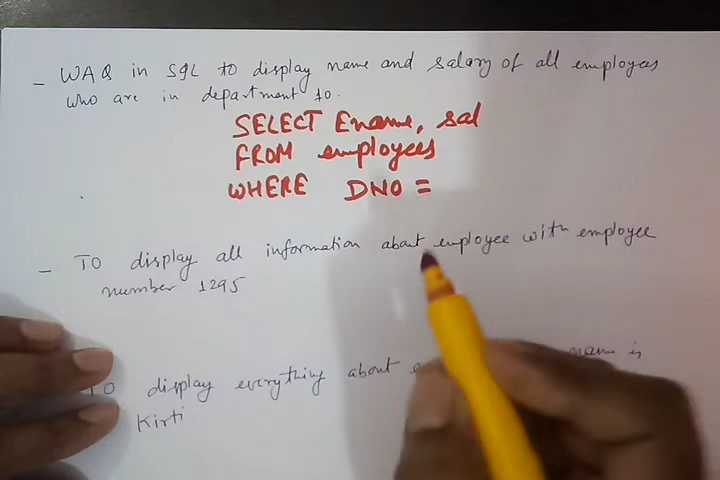 - WAQ in SQL to display name and salary of all employees
who are in department 10.
SELECT Ename, sal
FROM employees
WHERE DNO =
- TO display all information about employee with employee
number 1295.
TO display everything about name is
Kirti